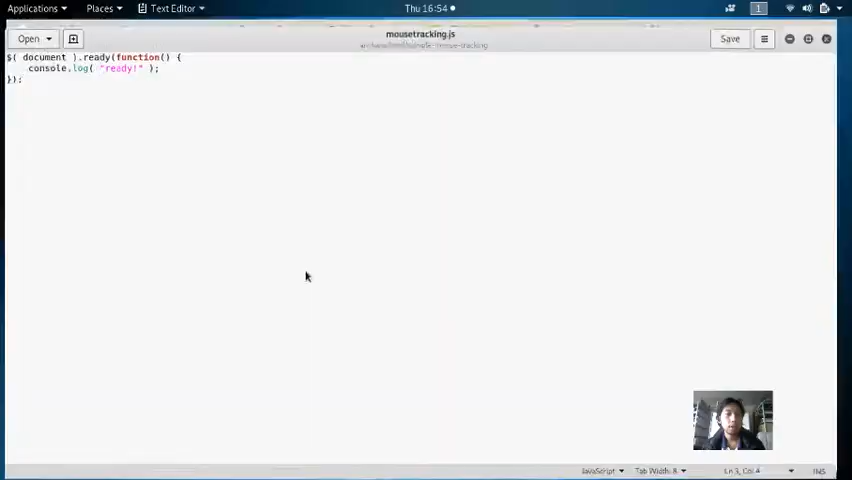 Applications Places Text Editor Thu 16:54 1
Open mousetracking.js Save
$( document ).ready(function() {
console.log( "ready!" );
});
JavaScript Tab Width: 8 Ln 3, Col 4 INS